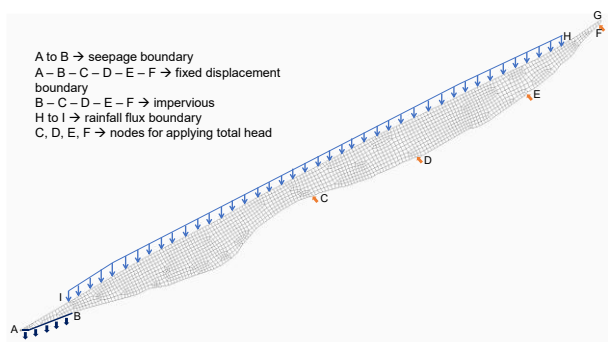 G
H
F
A to B → seepage boundary
A – B – C – D – E – F → fixed displacement
boundary
B – C – D – E – F → impervious
H to I → rainfall flux boundary
C, D, E, F → nodes for applying total head
E
D
C
I
B
A